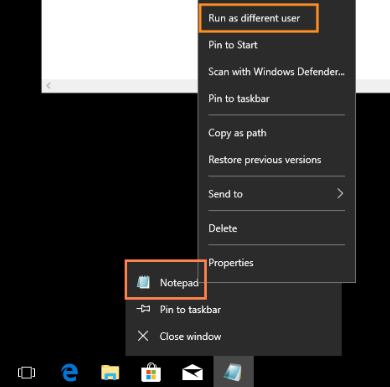 Run as different user
Pin to Start
Scan with Windows Defender...
Pin to taskbar
Copy as path
Restore previous versions
Send to
Delete
Properties
Notepad
Pin to taskbar
Close window